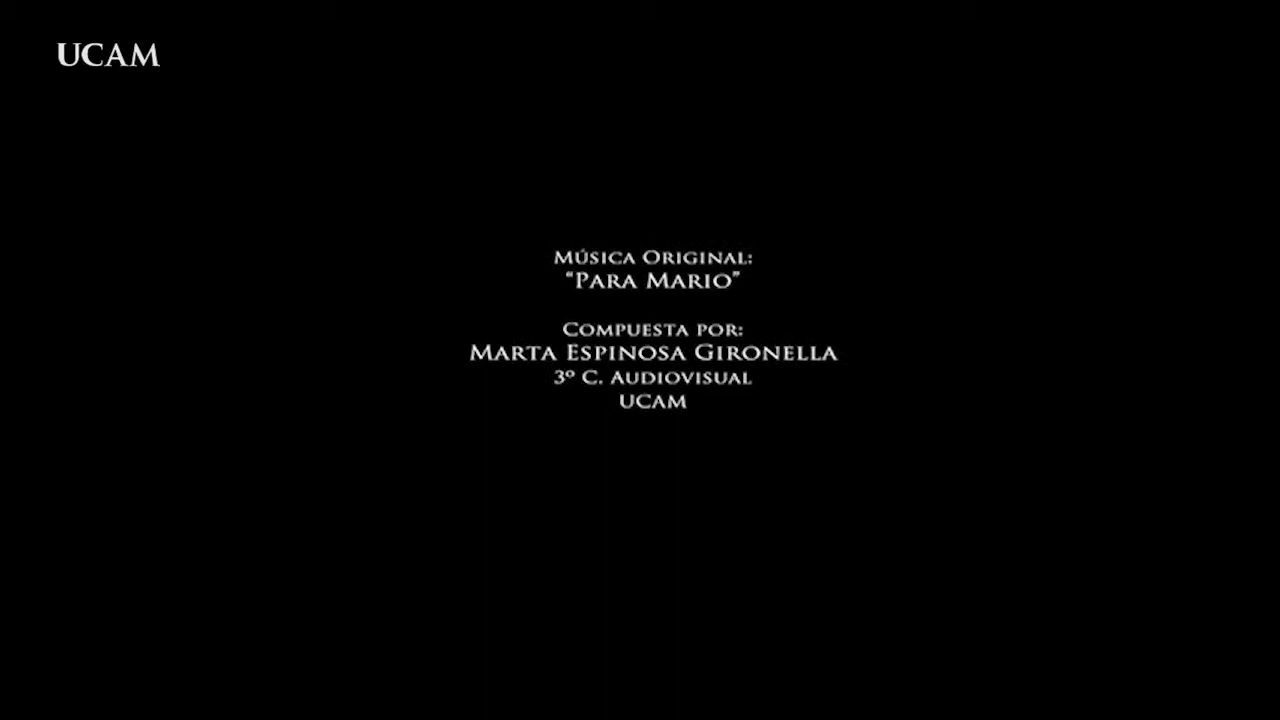 UCAM
Música Original:
“Para Mario”
Compuesta por:
Marta Espinosa Gironella
3º C. Audiovisual
UCAM